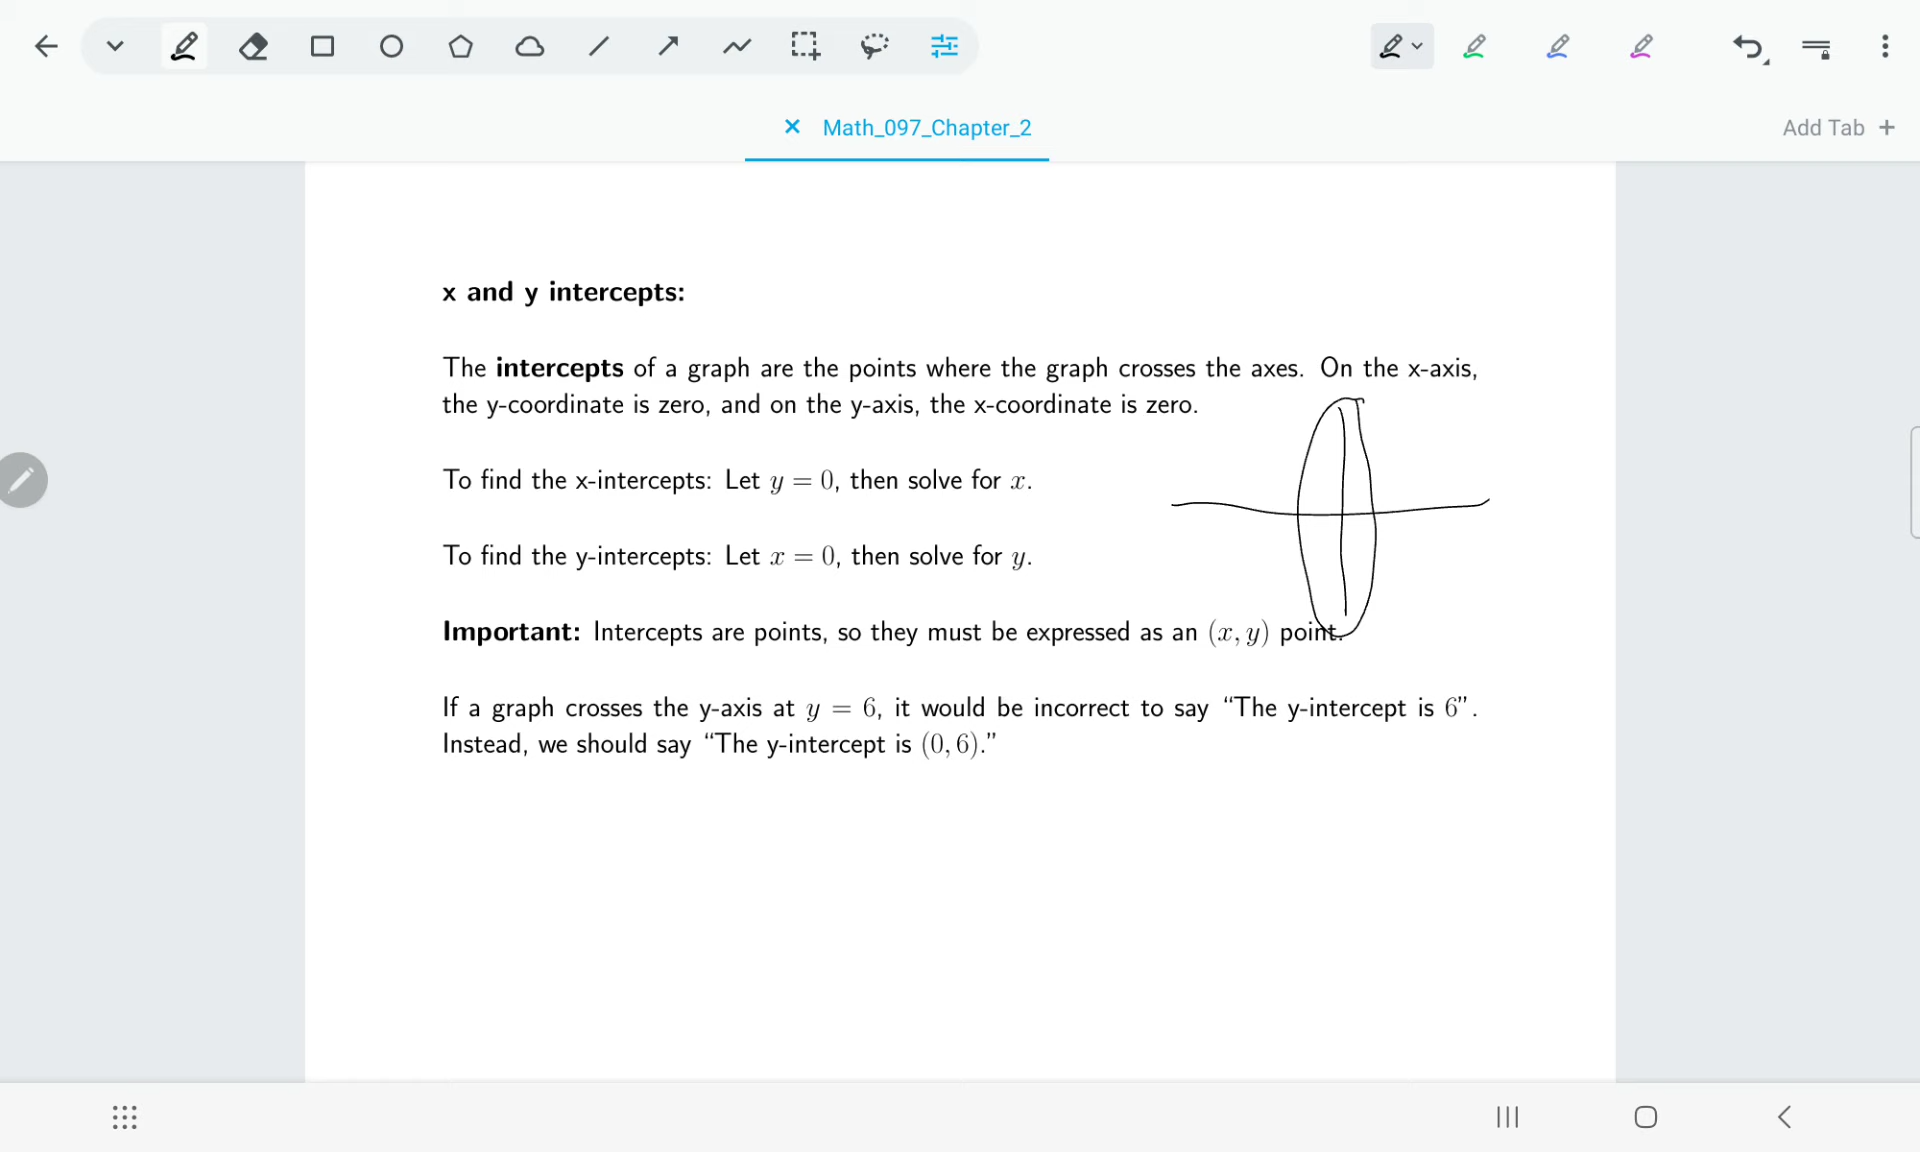 Math_097_Chapter_2
Add Tab +
x and y intercepts:
The intercepts of a graph are the points where the graph crosses the axes. On the x-axis,
the y-coordinate is zero, and on the y-axis, the x-coordinate is zero.
To find the x-intercepts: Let y = 0, then solve for x.
To find the y-intercepts: Let x = 0, then solve for y.
Important: Intercepts are points, so they must be expressed as an (x, y) point.
If a graph crosses the y-axis at y = 6, it would be incorrect to say “The y-intercept is 6”.
Instead, we should say “The y-intercept is (0, 6).”